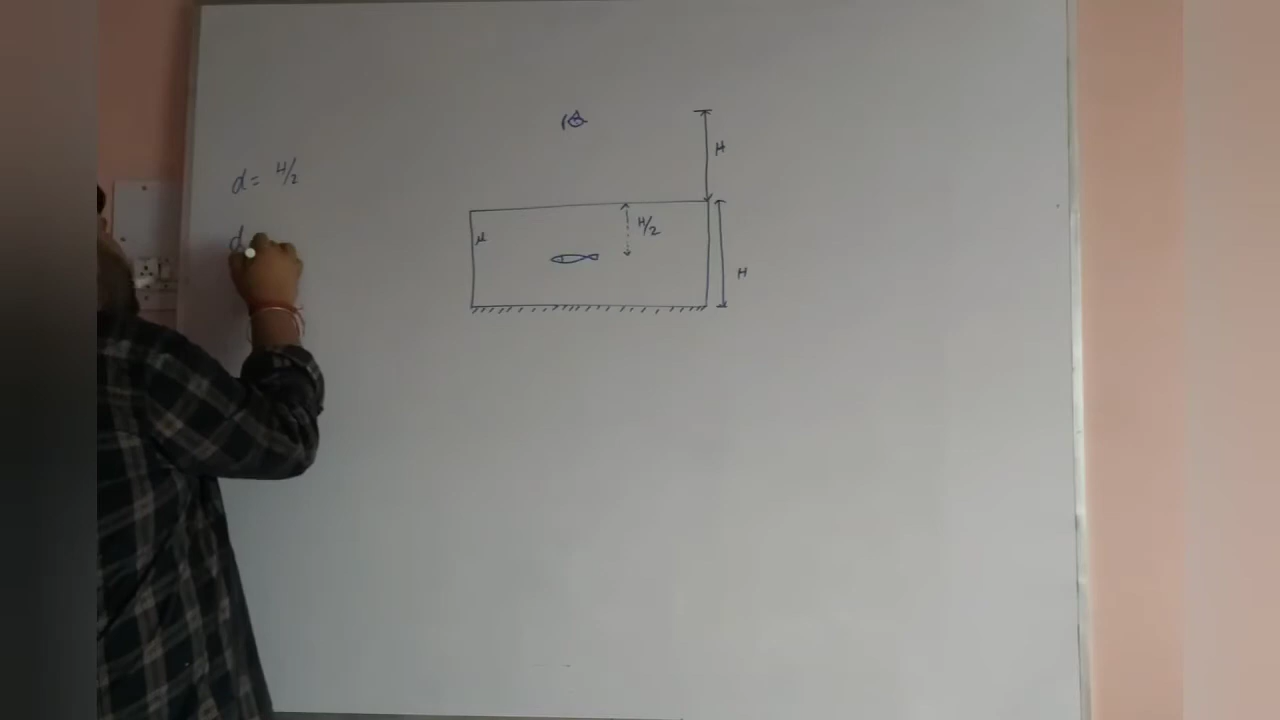 d = H/2
d
H
μ
H/2
H